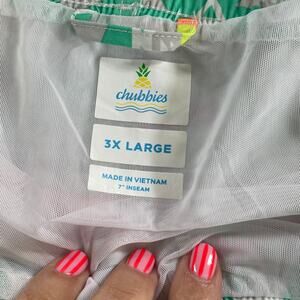 chubbies
3X LARGE
MADE IN VIETNAM
7" INSEAM